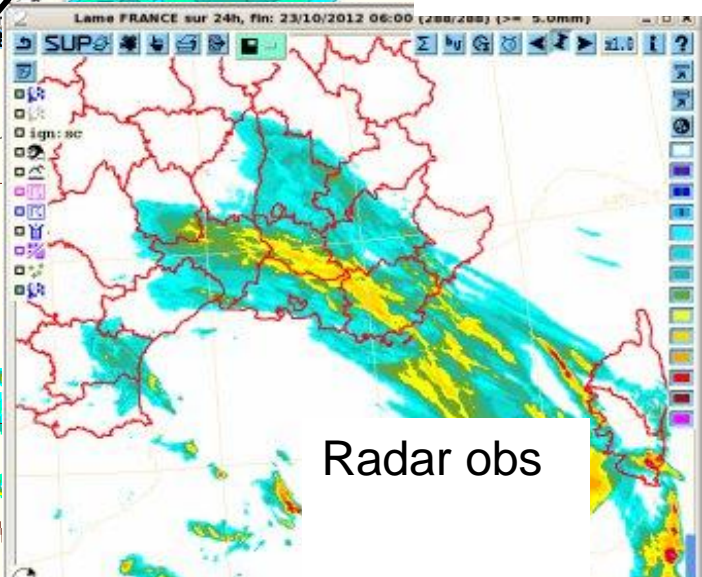 Lame FRANCE sur 24h, fin: 23/10/2012 06:00 (288/288) (>= 5.0mm)
SUP
Σ
i ?
ign:sc
Radar obs